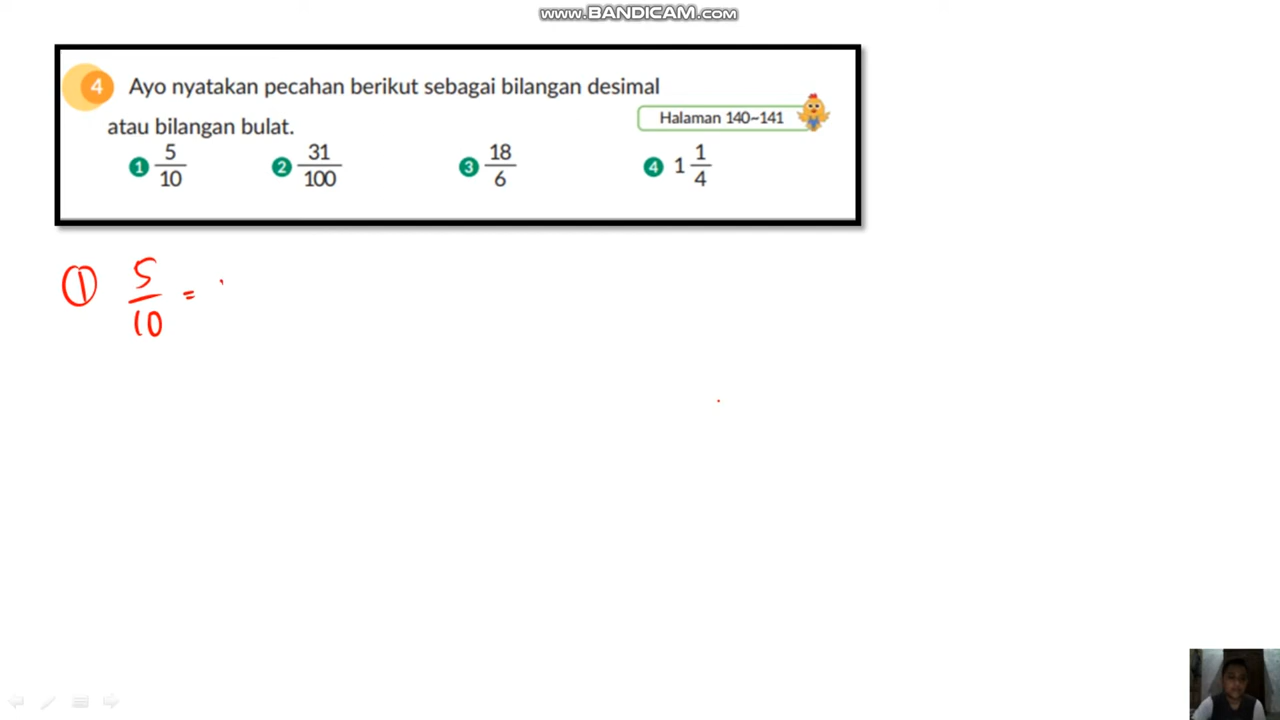 www.BANDICAM.com
4 Ayo nyatakan pecahan berikut sebagai bilangan desimal
atau bilangan bulat.
Halaman 140~141
1 5/10 2 31/100 3 18/6 4 1 1/4
① 5/10 =